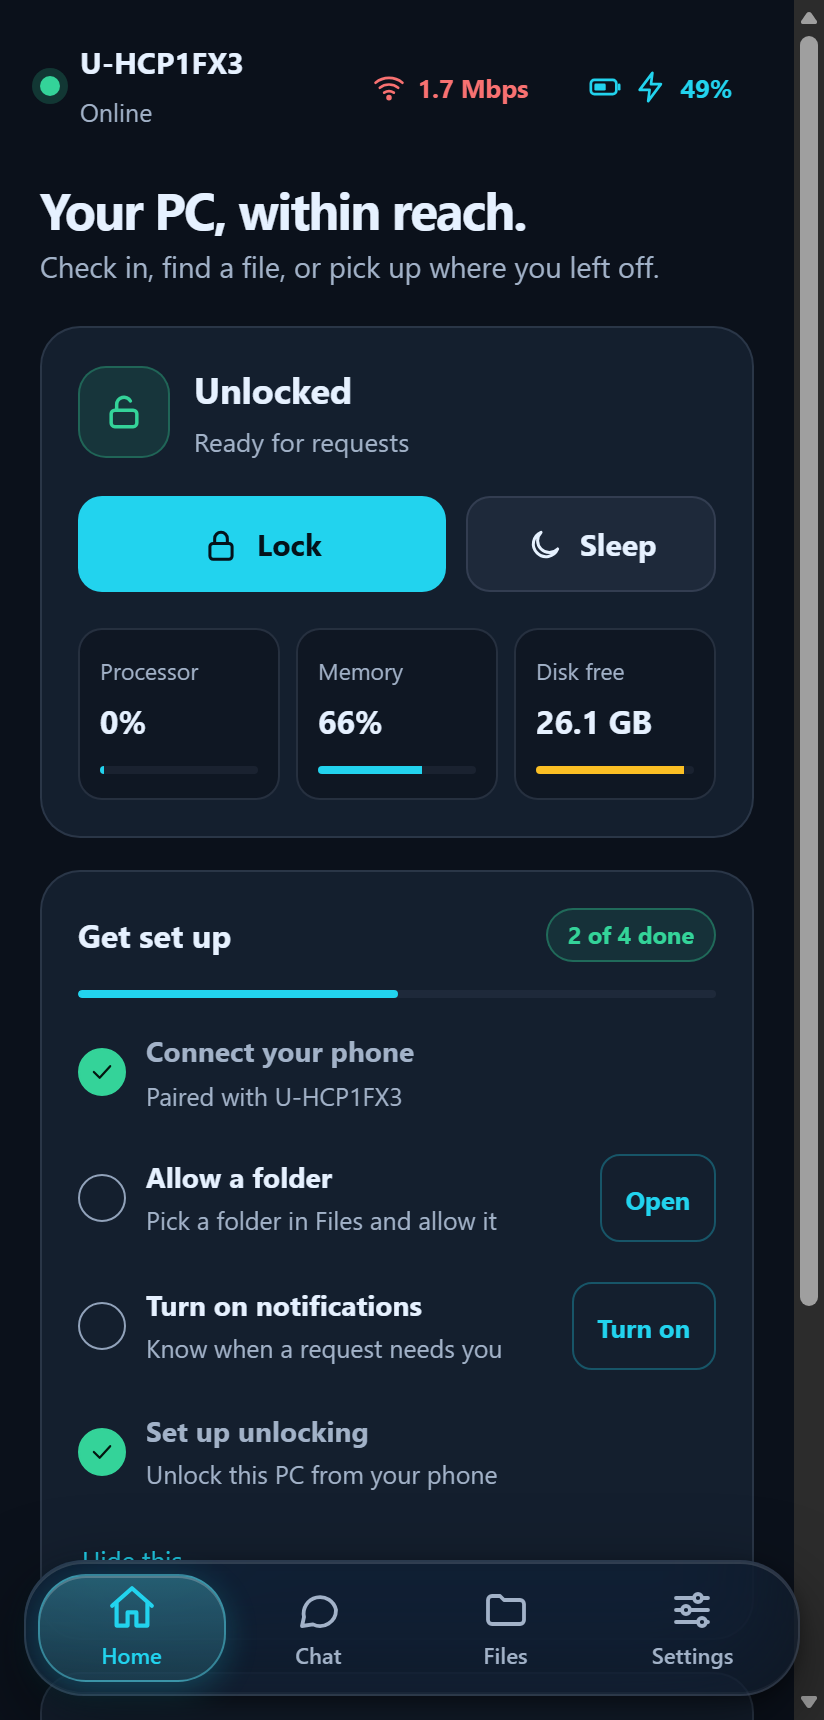 U-HCP1FX3
Online
1.7 Mbps
49%
Your PC, within reach.
Check in, find a file, or pick up where you left off.
Unlocked
Ready for requests
Lock
Sleep
Processor
0%
Memory
66%
Disk free
26.1 GB
Get set up
2 of 4 done
Connect your phone
Paired with U-HCP1FX3
Allow a folder
Pick a folder in Files and allow it
Open
Turn on notifications
Know when a request needs you
Turn on
Set up unlocking
Unlock this PC from your phone
Hide this
Home
Chat
Files
Settings